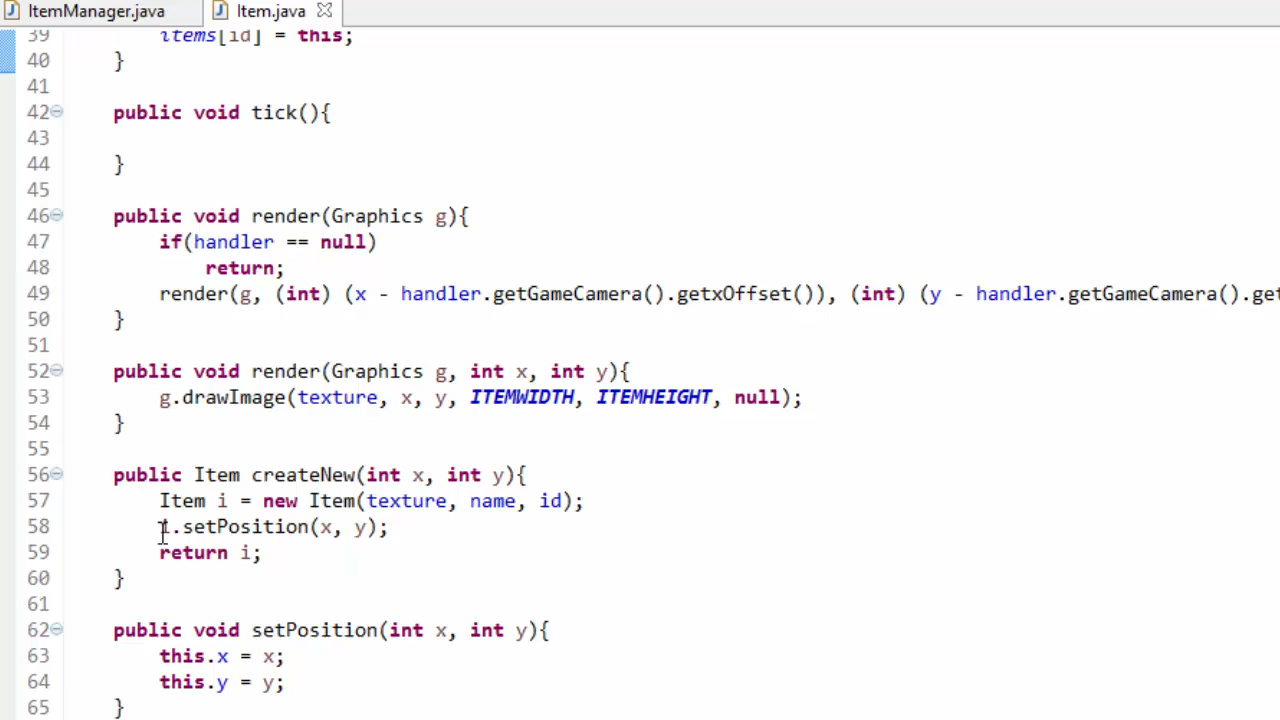 ItemManager.java Item.java
39 items[id] = this;
40 }
41
42 public void tick(){
43
44 }
45
46 public void render(Graphics g){
47 if(handler == null)
48 return;
49 render(g, (int) (x - handler.getGameCamera().getxOffset()), (int) (y - handler.getGameCamera().get
50 }
51
52 public void render(Graphics g, int x, int y){
53 g.drawImage(texture, x, y, ITEMWIDTH, ITEMHEIGHT, null);
54 }
55
56 public Item createNew(int x, int y){
57 Item i = new Item(texture, name, id);
58 i.setPosition(x, y);
59 return i;
60 }
61
62 public void setPosition(int x, int y){
63 this.x = x;
64 this.y = y;
65 }